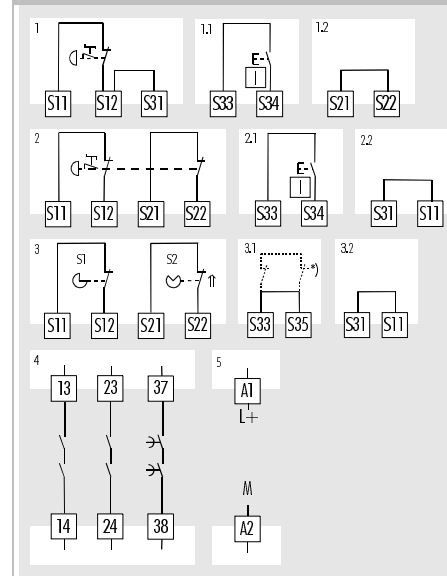 1 1.1 1.2
S11 S12 S31 S33 S34 S21 S22
2 2.1 2.2
S11 S12 S21 S22 S33 S34 S31 S11
3 S1 S2 3.1 *) 3.2
S11 S12 S21 S22 S33 S35 S31 S11
4 5
13 23 37 A1
L+
M
14 24 38 A2